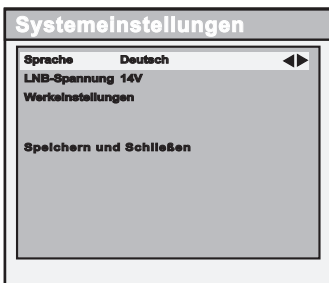 Systemeinstellungen
Sprache Deutsch
LNB-Spannung 14V
Werkeinstellungen
Speichern und Schließen